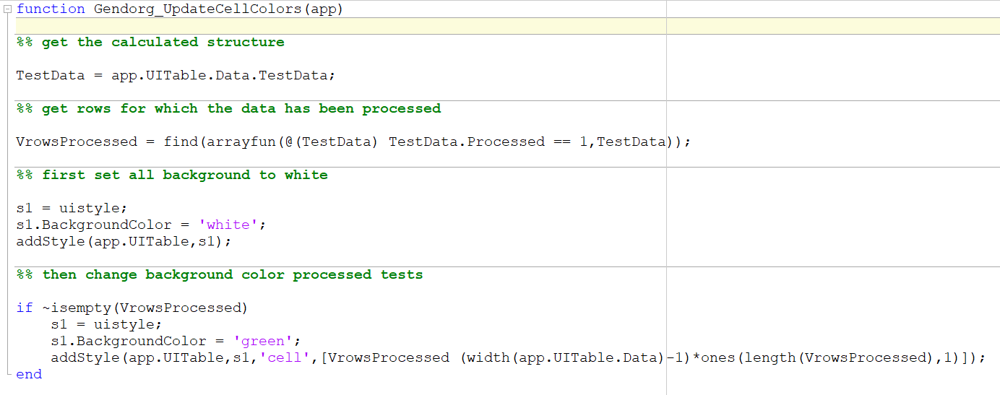 function Gendorg_UpdateCellColors(app)
%% get the calculated structure
TestData = app.UITable.Data.TestData;
%% get rows for which the data has been processed
VrowsProcessed = find(arrayfun(@(TestData) TestData.Processed == 1,TestData));
%% first set all background to white
s1 = uistyle;
s1.BackgroundColor = 'white';
addStyle(app.UITable,s1);
%% then change background color processed tests
if ~isempty(VrowsProcessed)
    s1 = uistyle;
    s1.BackgroundColor = 'green';
    addStyle(app.UITable,s1,'cell',[VrowsProcessed (width(app.UITable.Data)-1)*ones(length(VrowsProcessed),1)]);
end